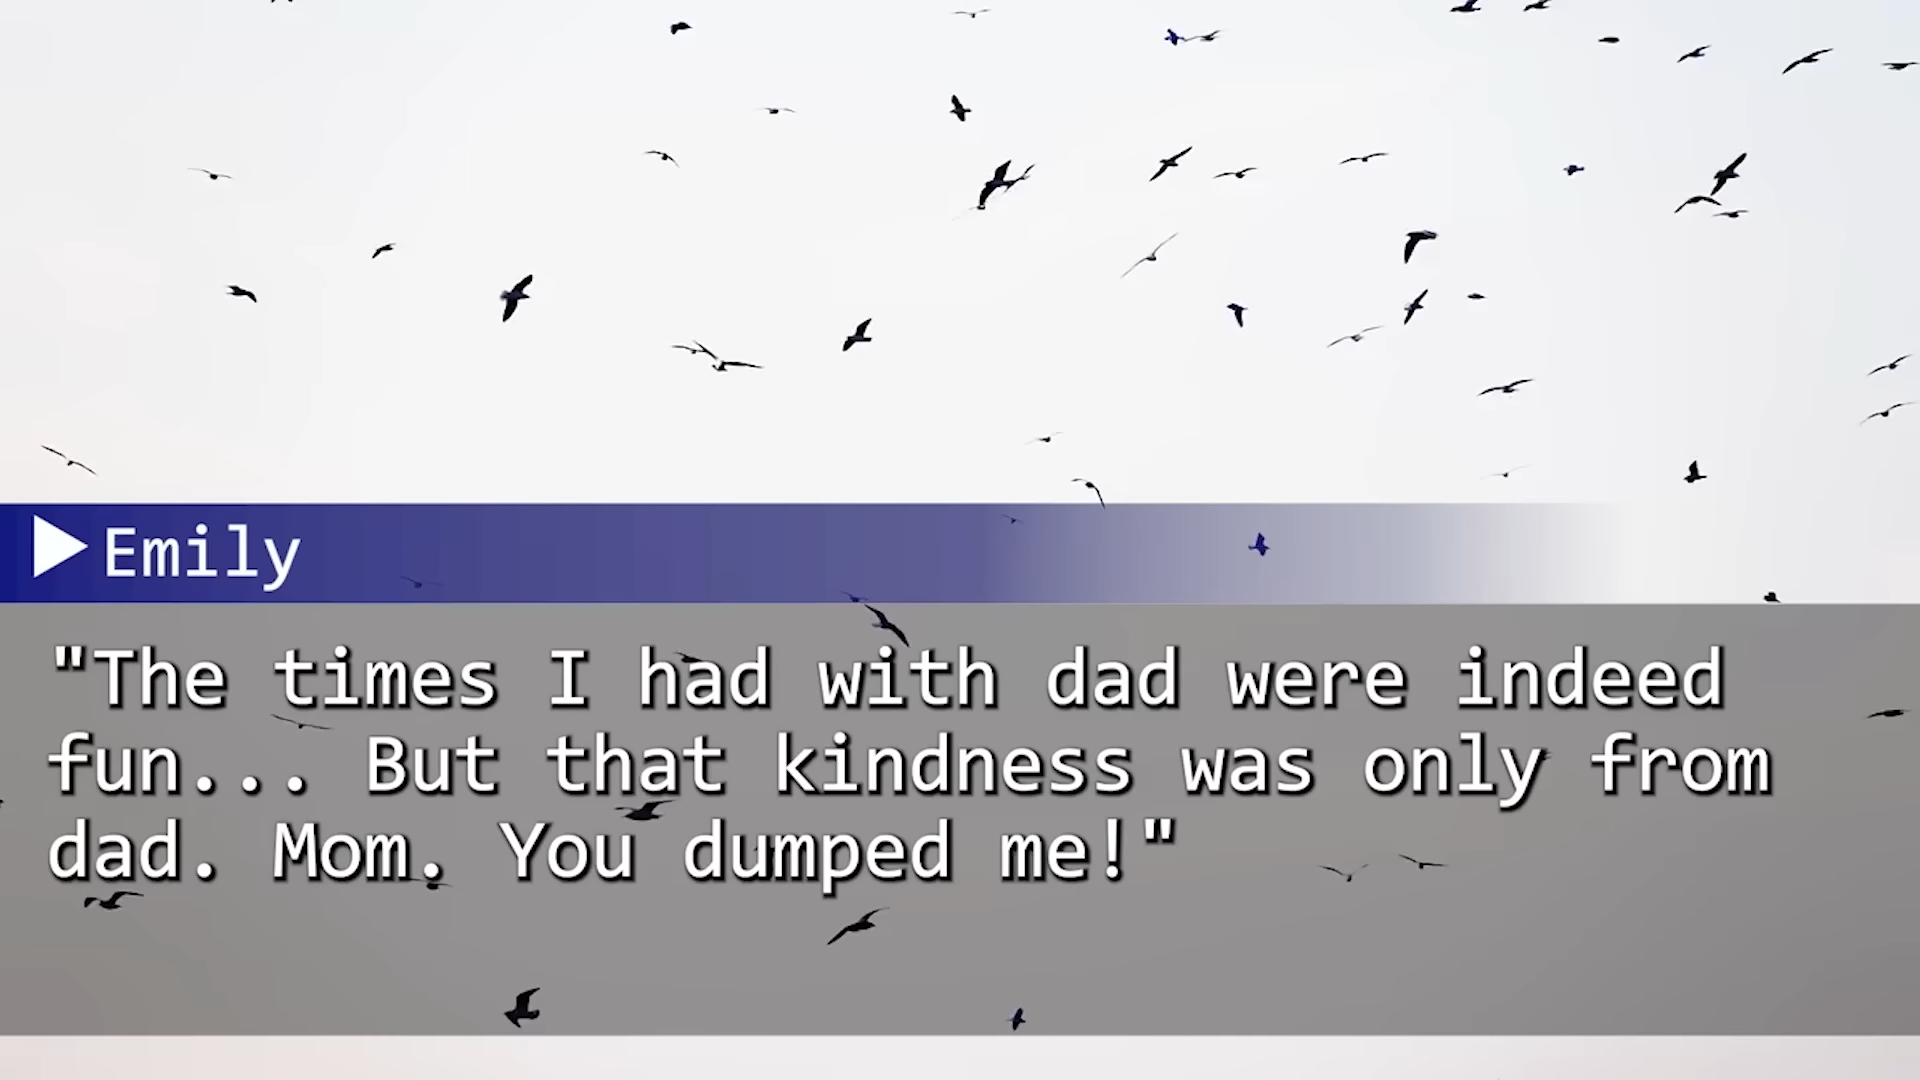 Emily
"The times I had with dad were indeed
fun... But that kindness was only from
dad. Mom. You dumped me!"